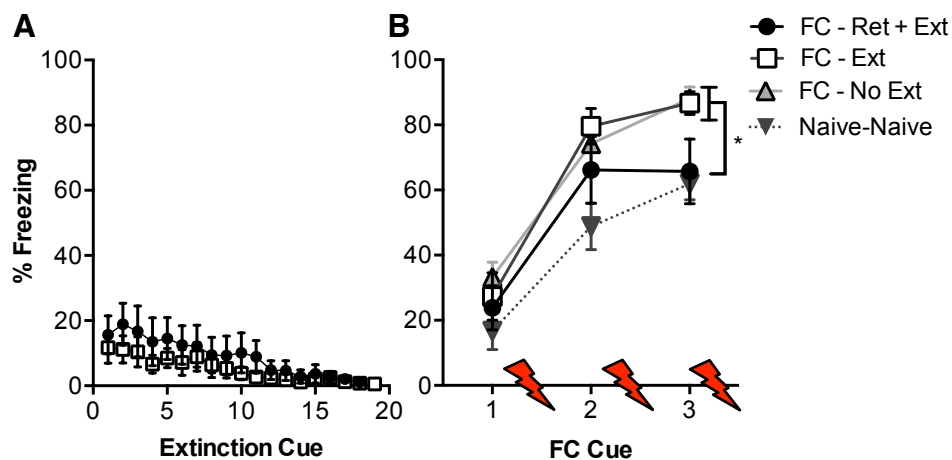 A
B
FC - Ret + Ext
FC - Ext
FC - No Ext
Naive-Naive
% Freezing
100
80
60
40
20
0
0 5 10 15 20
Extinction Cue
100
80
60
40
20
0
*
1 2 3
FC Cue